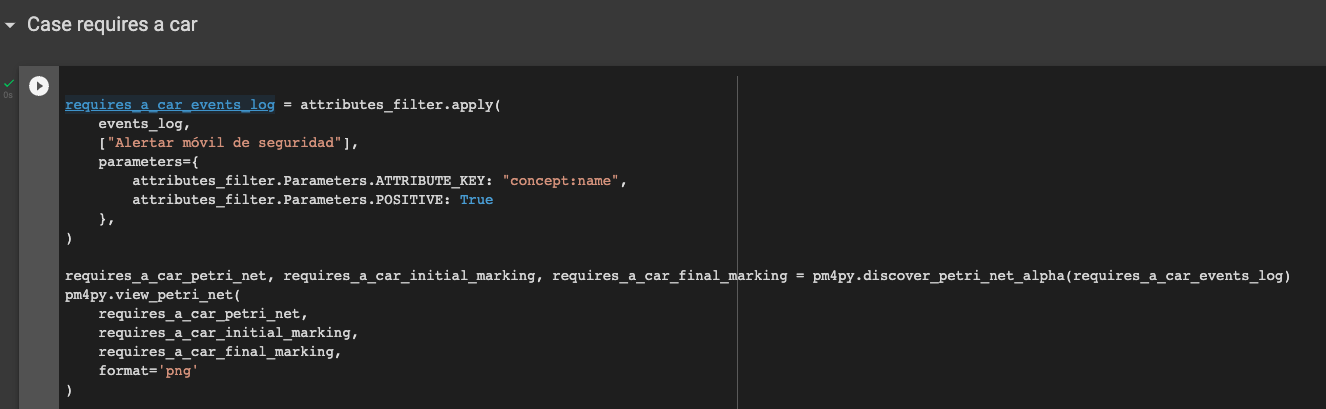 Case requires a car
0s
requires_a_car_events_log = attributes_filter.apply(
    events_log,
    ["Alertar móvil de seguridad"],
    parameters={
        attributes_filter.Parameters.ATTRIBUTE_KEY: "concept:name",
        attributes_filter.Parameters.POSITIVE: True
    },
)
requires_a_car_petri_net, requires_a_car_initial_marking, requires_a_car_final_marking = pm4py.discover_petri_net_alpha(requires_a_car_events_log)
pm4py.view_petri_net(
    requires_a_car_petri_net,
    requires_a_car_initial_marking,
    requires_a_car_final_marking,
    format='png'
)